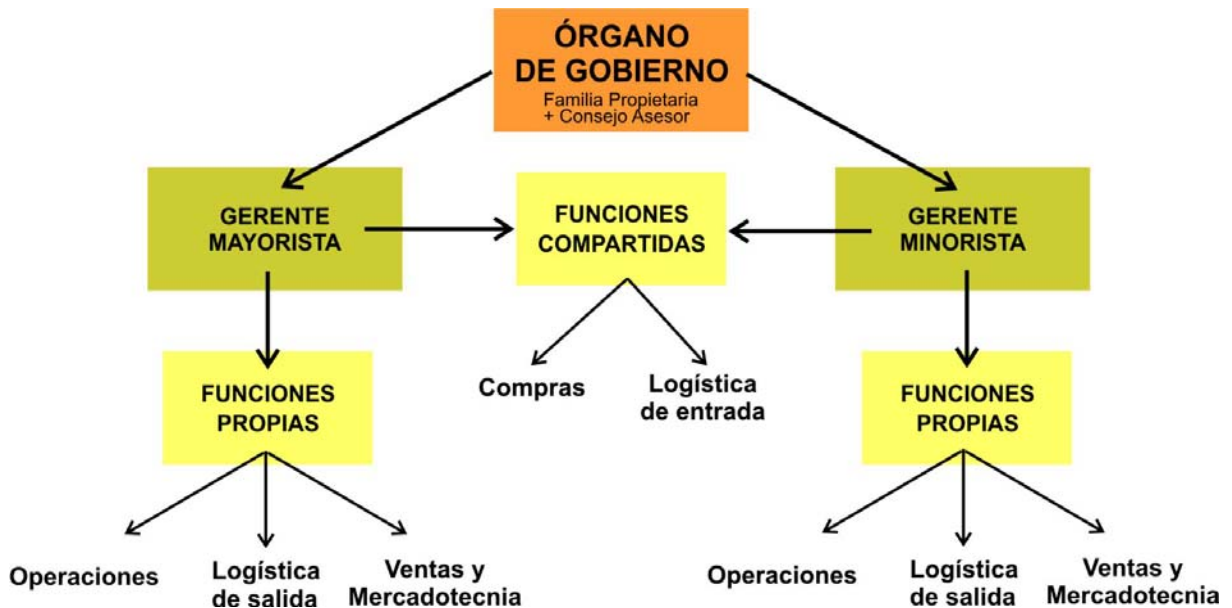 ÓRGANO
DE GOBIERNO
Familia Propietaria
+ Consejo Asesor
GERENTE
MAYORISTA
FUNCIONES
COMPARTIDAS
GERENTE
MINORISTA
FUNCIONES
PROPIAS
Compras
Logística
de entrada
FUNCIONES
PROPIAS
Operaciones
Logística
de salida
Ventas y
Mercadotecnia
Operaciones
Logística
de salida
Ventas y
Mercadotecnia